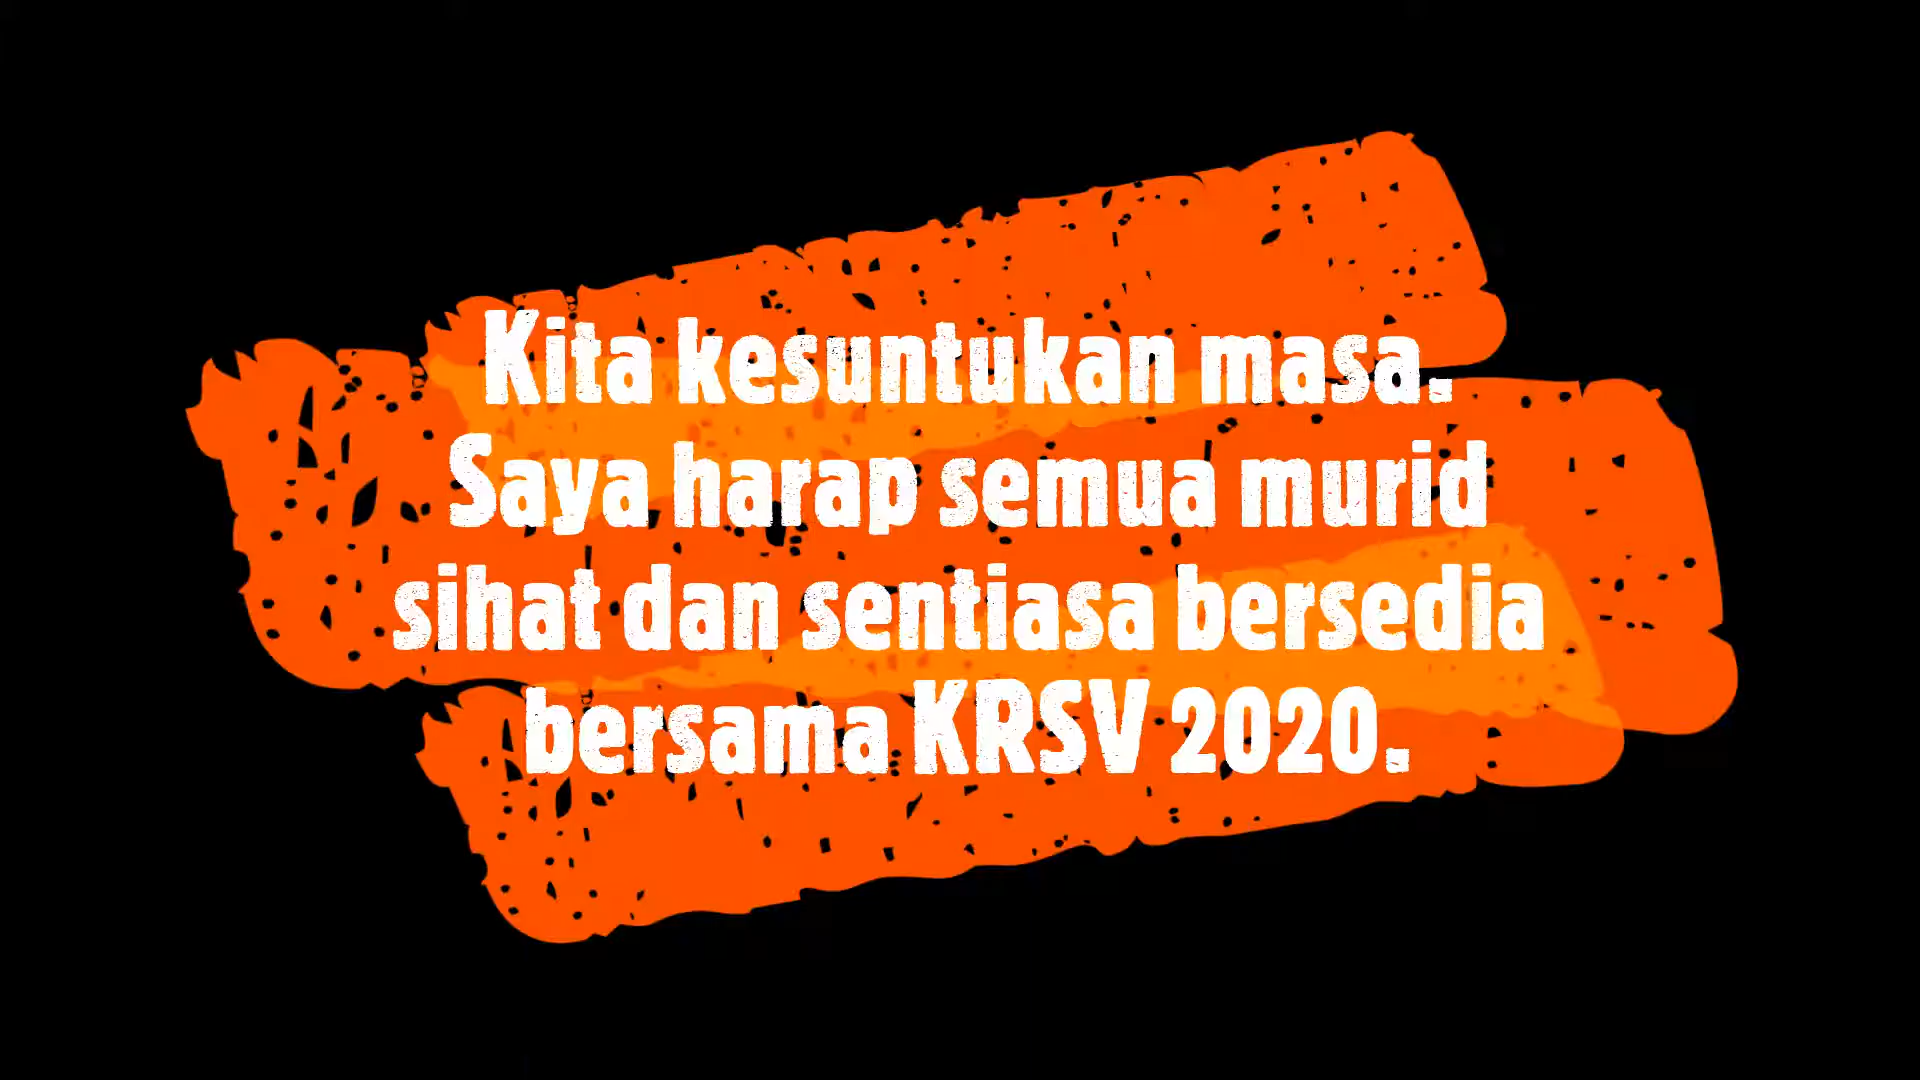 Kita kesuntukan masa.
Saya harap semua murid
sihat dan sentiasa bersedia
bersama KRSV 2020.